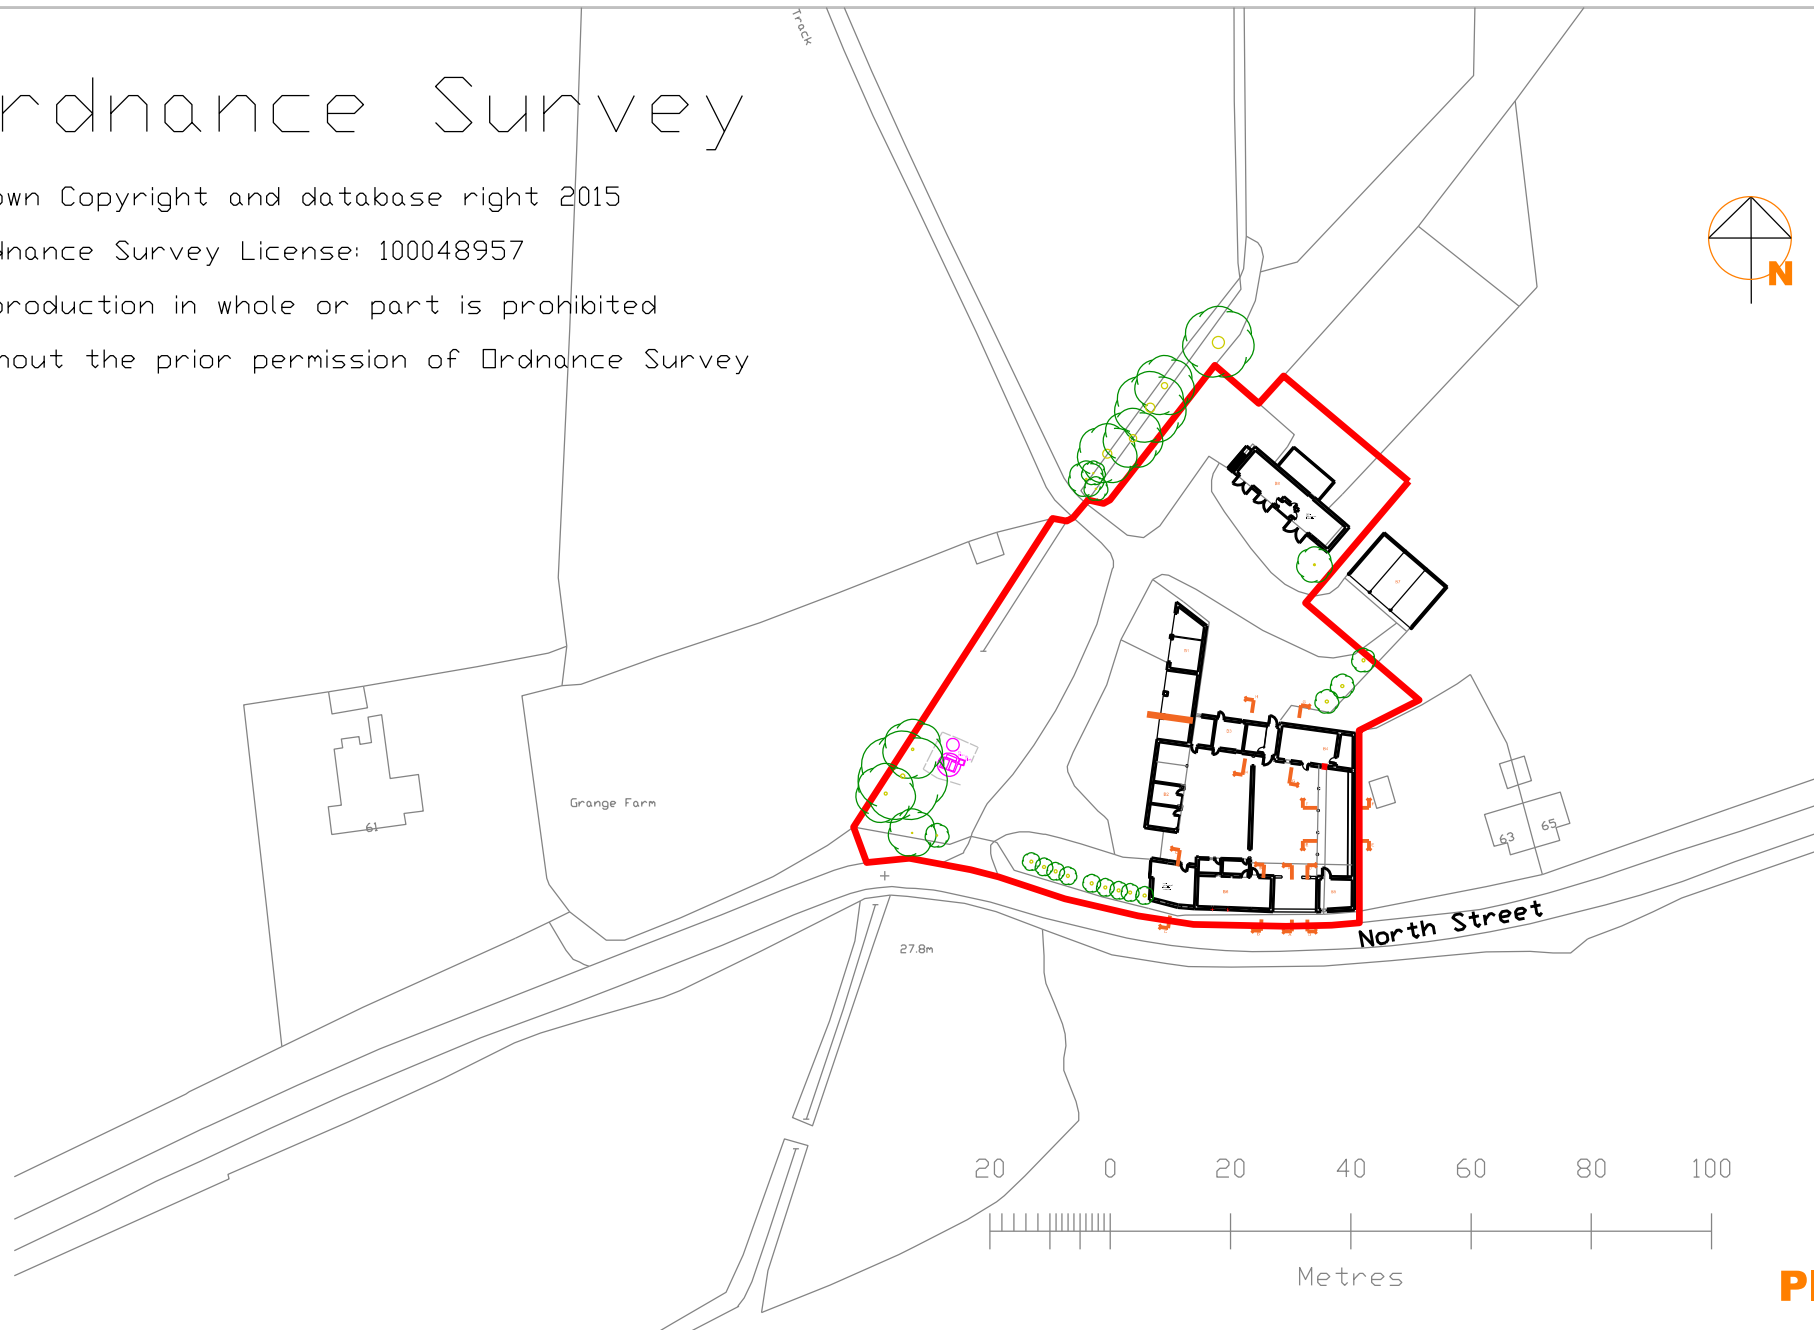 Track
rdnance Survey
own Copyright and database right 2015
dnance Survey License: 100048957
production in whole or part is prohibited
hout the prior permission of Ordnance Survey
N
Grange Farm
61
63
65
North Street
27.8m
20 0 20 40 60 80 100
Metres
Pl